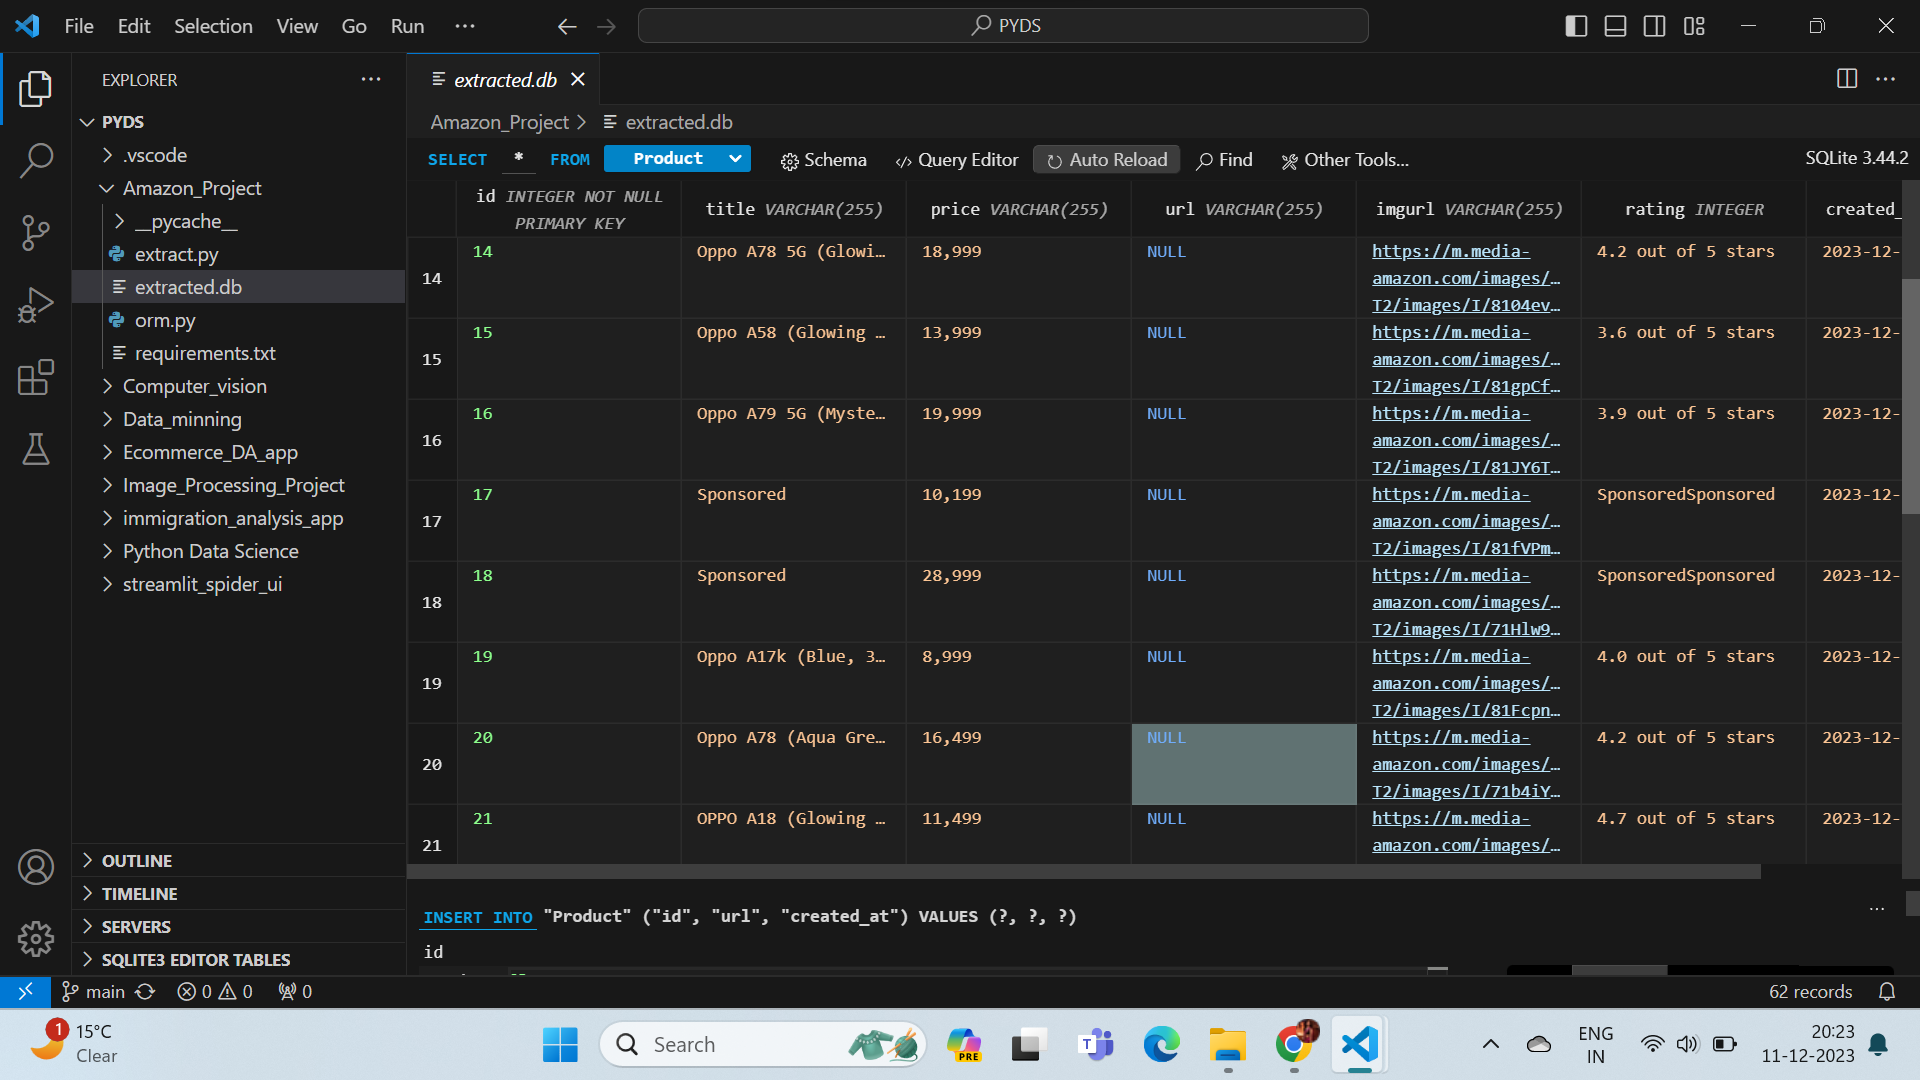 File Edit Selection View Go Run ··· PYDS
EXPLORER ···
PYDS
.vscode
Amazon_Project
__pycache__
extract.py
extracted.db
orm.py
requirements.txt
Computer_vision
Data_minning
Ecommerce_DA_app
Image_Processing_Project
immigration_analysis_app
Python Data Science
streamlit_spider_ui
OUTLINE
TIMELINE
SERVERS
SQLITE3 EDITOR TABLES
extracted.db
Amazon_Project > extracted.db
SELECT * FROM Product Schema </> Query Editor Auto Reload Find Other Tools... SQLite 3.44.2
id INTEGER NOT NULL PRIMARY KEY title VARCHAR(255) price VARCHAR(255) url VARCHAR(255) imgurl VARCHAR(255) rating INTEGER created_
14 14 Oppo A78 5G (Glowi… 18,999 NULL https://m.media- 4.2 out of 5 stars 2023-12-
amazon.com/images/…
T2/images/I/8104ev…
15 15 Oppo A58 (Glowing … 13,999 NULL https://m.media- 3.6 out of 5 stars 2023-12-
amazon.com/images/…
T2/images/I/81gpCf…
16 16 Oppo A79 5G (Myste… 19,999 NULL https://m.media- 3.9 out of 5 stars 2023-12-
amazon.com/images/…
T2/images/I/81JY6T…
17 17 Sponsored 10,199 NULL https://m.media- SponsoredSponsored 2023-12-
amazon.com/images/…
T2/images/I/81fVPm…
18 18 Sponsored 28,999 NULL https://m.media- SponsoredSponsored 2023-12-
amazon.com/images/…
T2/images/I/71Hlw9…
19 19 Oppo A17k (Blue, 3… 8,999 NULL https://m.media- 4.0 out of 5 stars 2023-12-
amazon.com/images/…
T2/images/I/81Fcpn…
20 20 Oppo A78 (Aqua Gre… 16,499 NULL https://m.media- 4.2 out of 5 stars 2023-12-
amazon.com/images/…
T2/images/I/71b4iY…
21 21 OPPO A18 (Glowing … 11,499 NULL https://m.media- 4.7 out of 5 stars 2023-12-
amazon.com/images/…
INSERT INTO "Product" ("id", "url", "created_at") VALUES (?, ?, ?) ...
id
main 0 0 0 62 records
1 15°C
Clear
Search
PRE
T
ENG
IN
20:23
11-12-2023